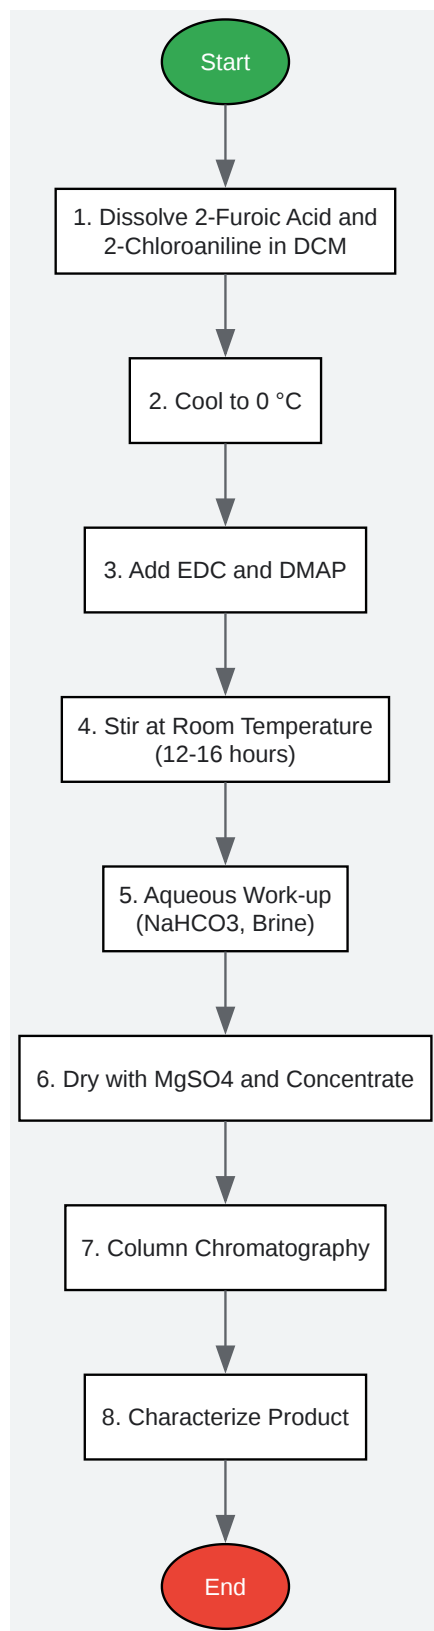 Start
1. Dissolve 2-Furoic Acid and
2-Chloroaniline in DCM
2. Cool to 0 °C
3. Add EDC and DMAP
4. Stir at Room Temperature
(12-16 hours)
5. Aqueous Work-up
(NaHCO3, Brine)
6. Dry with MgSO4 and Concentrate
7. Column Chromatography
8. Characterize Product
End